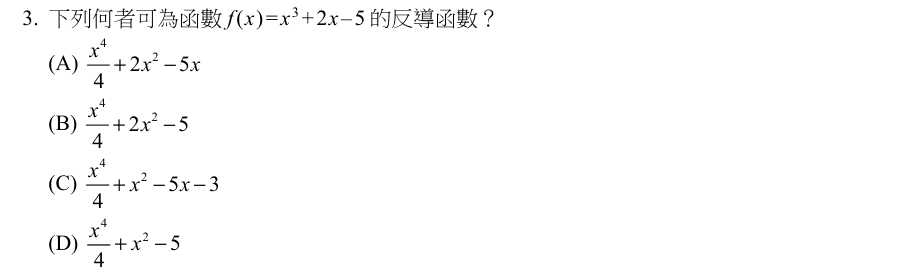 3. 下列何者可為函數 f(x)=x³+2x–5 的反導函數？
(A) x⁴/4 + 2x² − 5x
(B) x⁴/4 + 2x² − 5
(C) x⁴/4 + x² − 5x − 3
(D) x⁴/4 + x² − 5